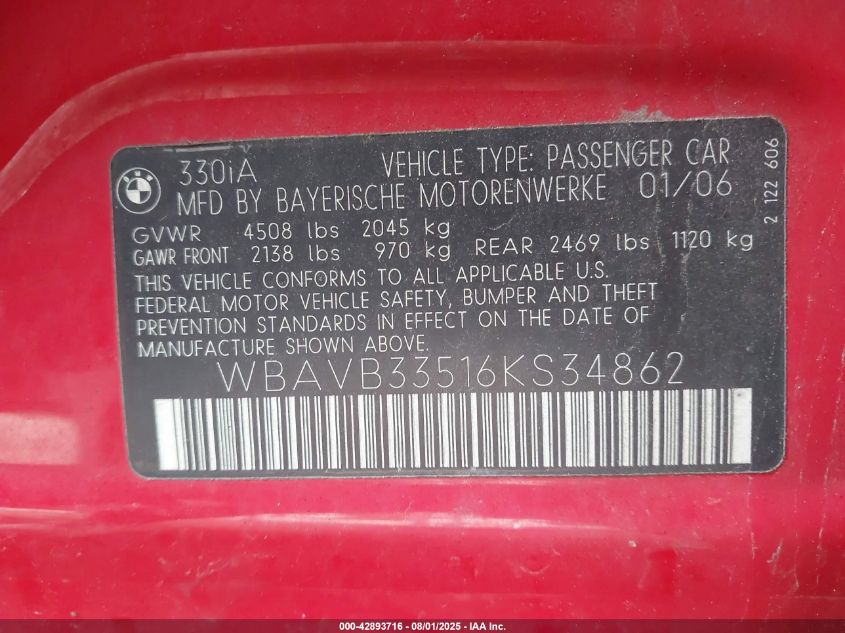 330iA VEHICLE TYPE: PASSENGER CAR
MFD BY BAYERISCHE MOTORENWERKE 01/06
GVWR 4508 lbs 2045 kg
GAWR FRONT 2138 lbs 970 kg REAR 2469 lbs 1120 kg
THIS VEHICLE CONFORMS TO ALL APPLICABLE U.S.
FEDERAL MOTOR VEHICLE SAFETY, BUMPER AND THEFT
PREVENTION STANDARDS IN EFFECT ON THE DATE OF
MANUFACTURE SHOWN ABOVE.
WBAVB33516KS34862
2 122 606
000-42893716 - 08/01/2025 - IAA Inc.